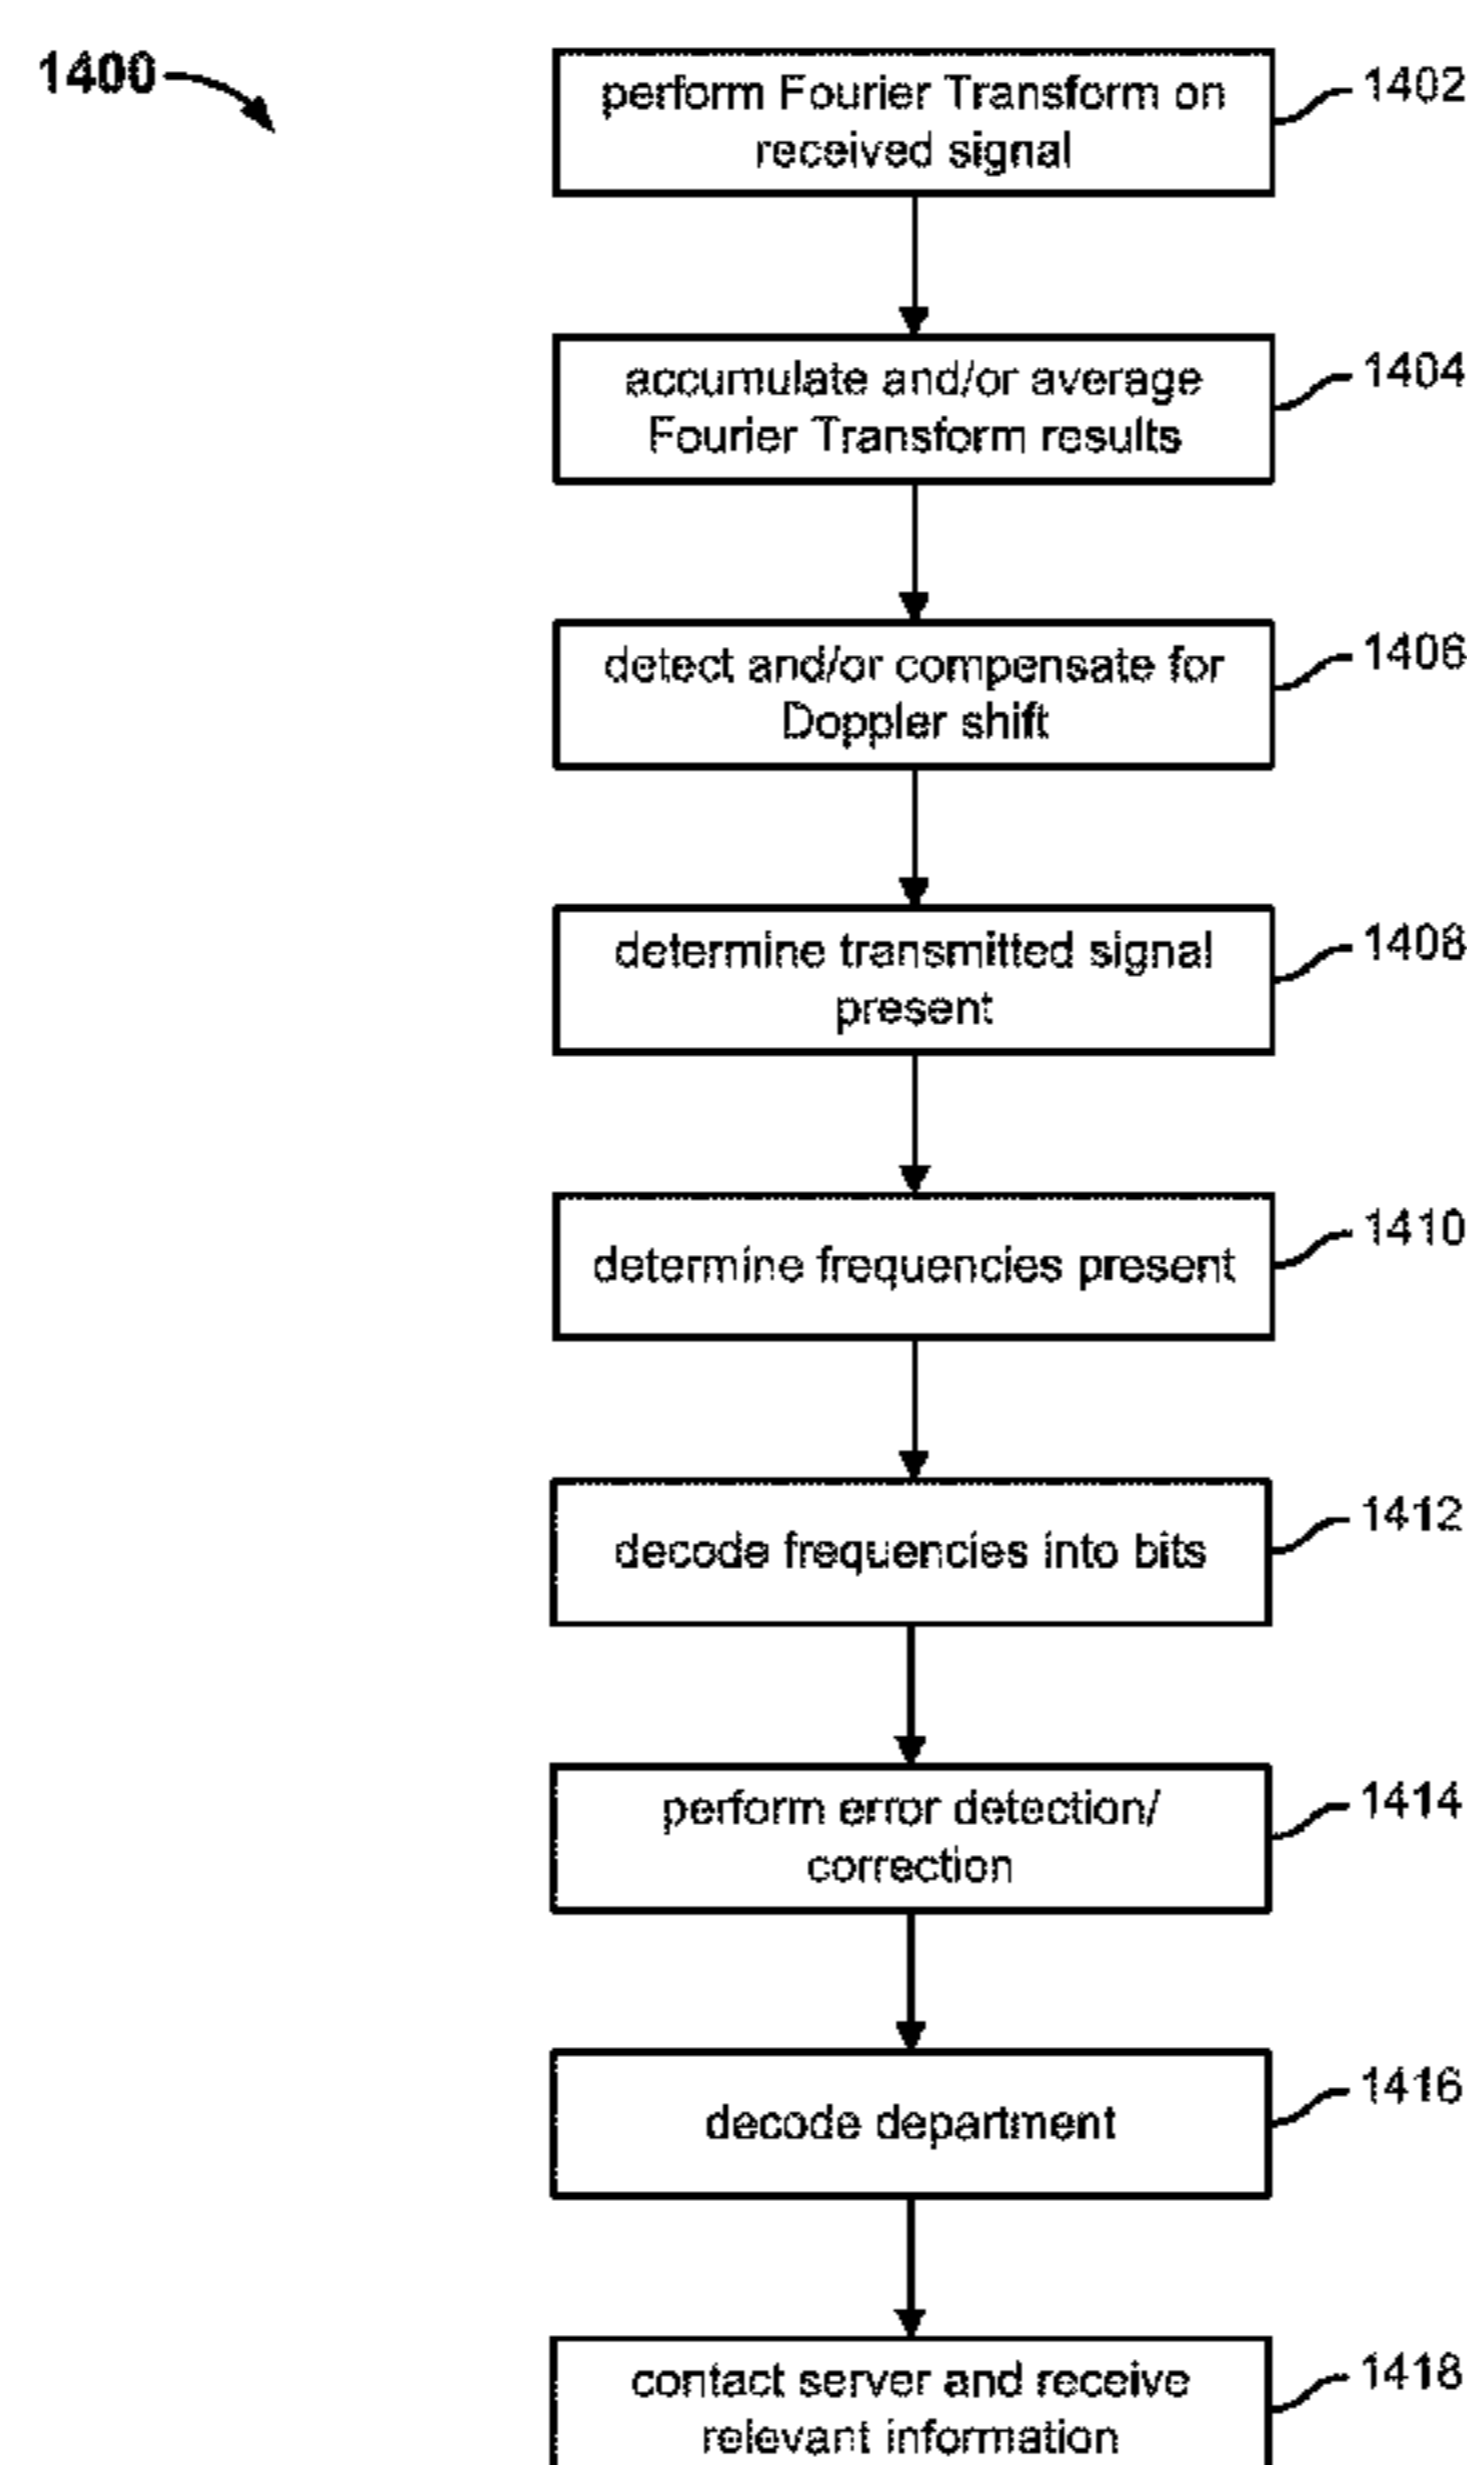 1400
perform Fourier Transform on
received signal
1402
accumulate and/or average
Fourier Transform results
1404
detect and/or compensate for
Doppler shift
1406
determine transmitted signal
present
1408
determine frequencies present
1410
decode frequencies into bits
1412
perform error detection/
correction
1414
decode department
1416
contact server and receive
relevant information
1418